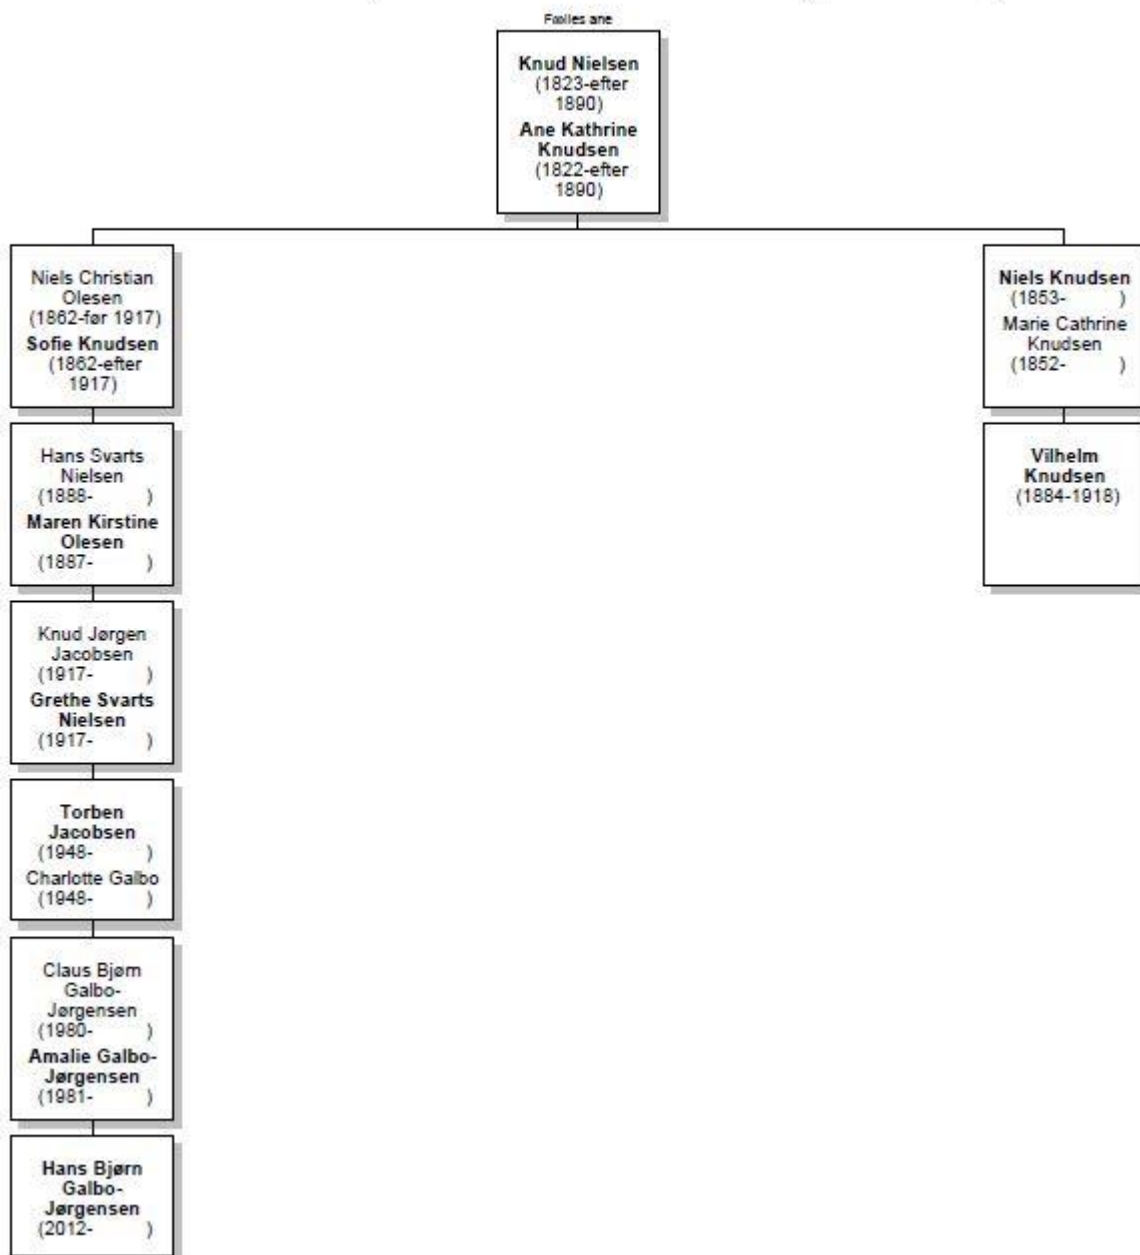 Fælles ane
Knud Nielsen
(1823-efter
1890)
Ane Kathrine
Knudsen
(1822-efter
1890)
Niels Christian
Olesen
(1862-før 1917)
Sofie Knudsen
(1862-efter
1917)
Niels Knudsen
(1853- )
Marie Cathrine
Knudsen
(1852- )
Hans Svarts
Nielsen
(1888- )
Maren Kirstine
Olesen
(1887- )
Vilhelm
Knudsen
(1884-1918)
Knud Jørgen
Jacobsen
(1917- )
Grethe Svarts
Nielsen
(1917- )
Torben
Jacobsen
(1948- )
Charlotte Galbo
(1948- )
Claus Bjørn
Galbo-
Jørgensen
(1980- )
Amalie Galbo-
Jørgensen
(1981- )
Hans Bjørn
Galbo-
Jørgensen
(2012- )